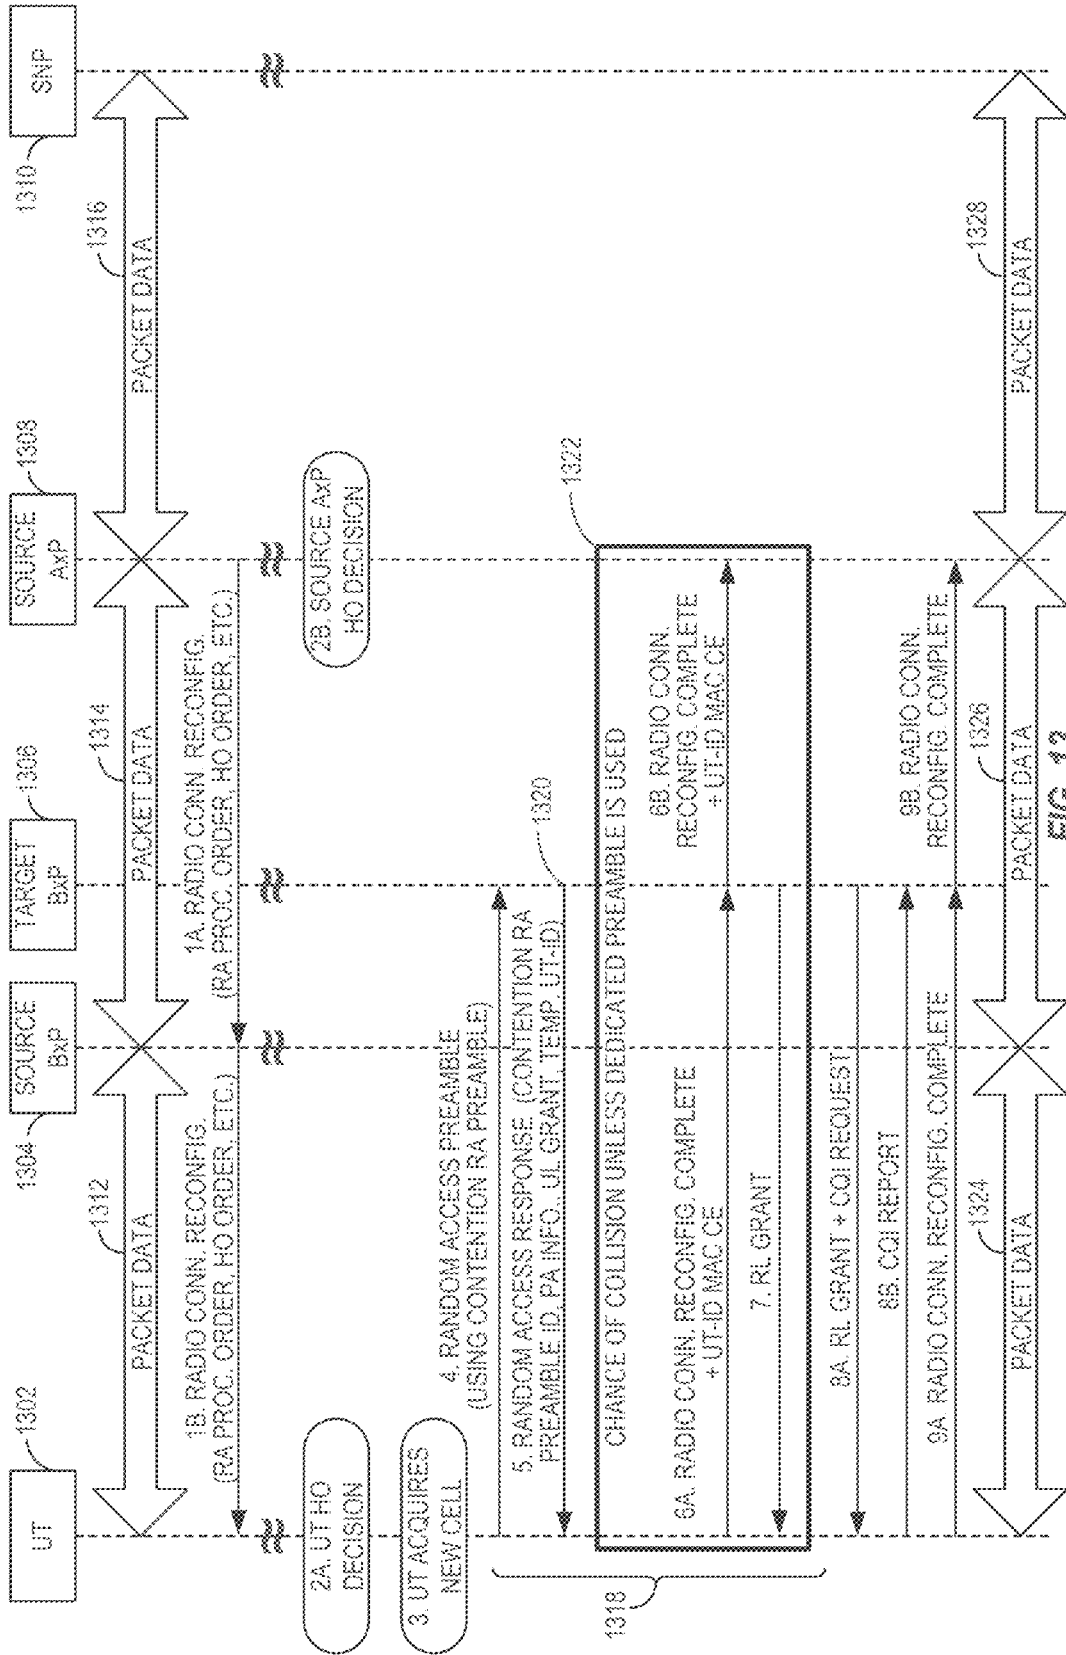 UT
1302
SOURCE
BxP
1304
TARGET
BxP
1306
SOURCE
AxP
1308
SNP
1310
PACKET DATA
1312
PACKET DATA
1314
PACKET DATA
1316
1A. RADIO CONN. RECONFIG.
(RA PROC. ORDER, HO ORDER, ETC.)
1B. RADIO CONN. RECONFIG.
(RA PROC. ORDER, HO ORDER, ETC.)
2A. UT HO
DECISION
2B. SOURCE AxP
HO DECISION
3. UT ACQUIRES
NEW CELL
4. RANDOM ACCESS PREAMBLE
(USING CONTENTION RA PREAMBLE)
5. RANDOM ACCESS RESPONSE. (CONTENTION RA
PREAMBLE ID, PA INFO., UL GRANT, TEMP. UT-ID)
1320
1318
1322
CHANCE OF COLLISION UNLESS DEDICATED PREAMBLE IS USED
6A. RADIO CONN. RECONFIG. COMPLETE
+ UT-ID MAC CE
6B. RADIO CONN.
RECONFIG. COMPLETE
+ UT-ID MAC CE
7. RL GRANT
8A. RL GRANT + CQI REQUEST
8B. CQI REPORT
9A. RADIO CONN. RECONFIG. COMPLETE
9B. RADIO CONN.
RECONFIG. COMPLETE
PACKET DATA
1324
PACKET DATA
1326
PACKET DATA
1328
FIG. 13